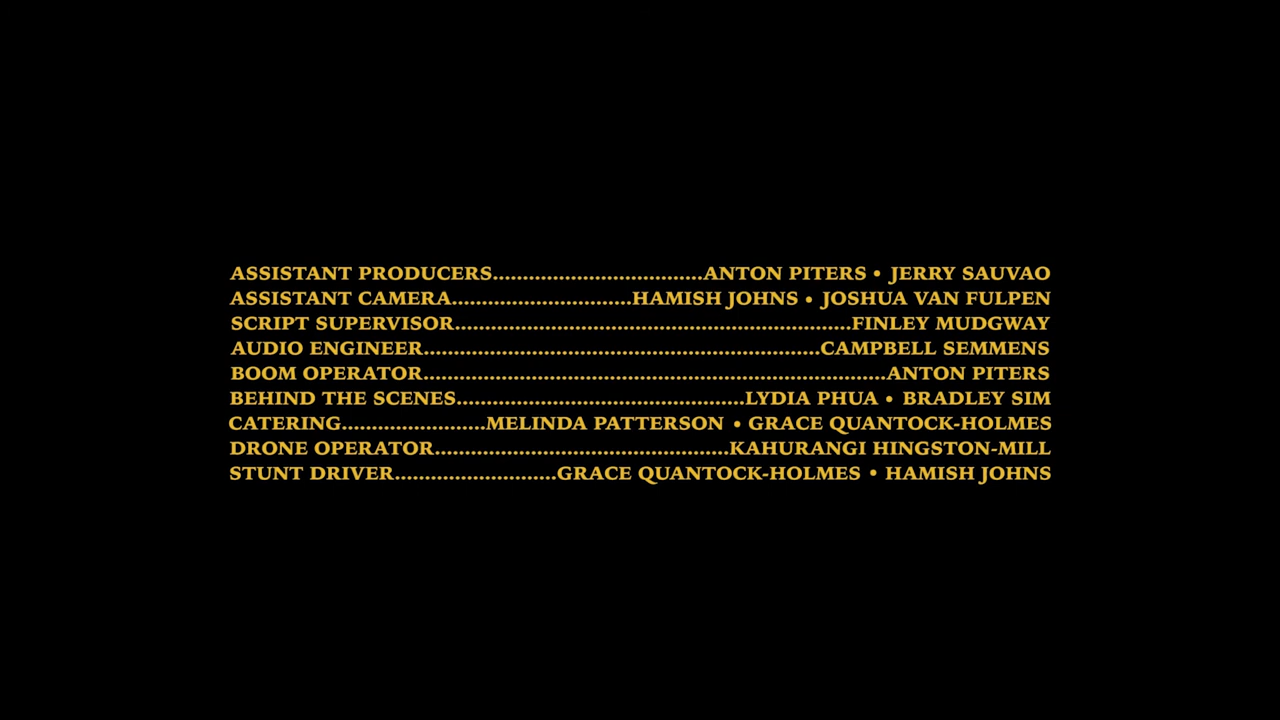 ASSISTANT PRODUCERS...................................ANTON PITERS • JERRY SAUVAO
ASSISTANT CAMERA..............................HAMISH JOHNS • JOSHUA VAN FULPEN
SCRIPT SUPERVISOR..................................................................FINLEY MUDGWAY
AUDIO ENGINEER..................................................................CAMPBELL SEMMENS
BOOM OPERATOR.............................................................................ANTON PITERS
BEHIND THE SCENES................................................LYDIA PHUA • BRADLEY SIM
CATERING........................MELINDA PATTERSON • GRACE QUANTOCK-HOLMES
DRONE OPERATOR.................................................KAHURANGI HINGSTON-MILL
STUNT DRIVER...........................GRACE QUANTOCK-HOLMES • HAMISH JOHNS